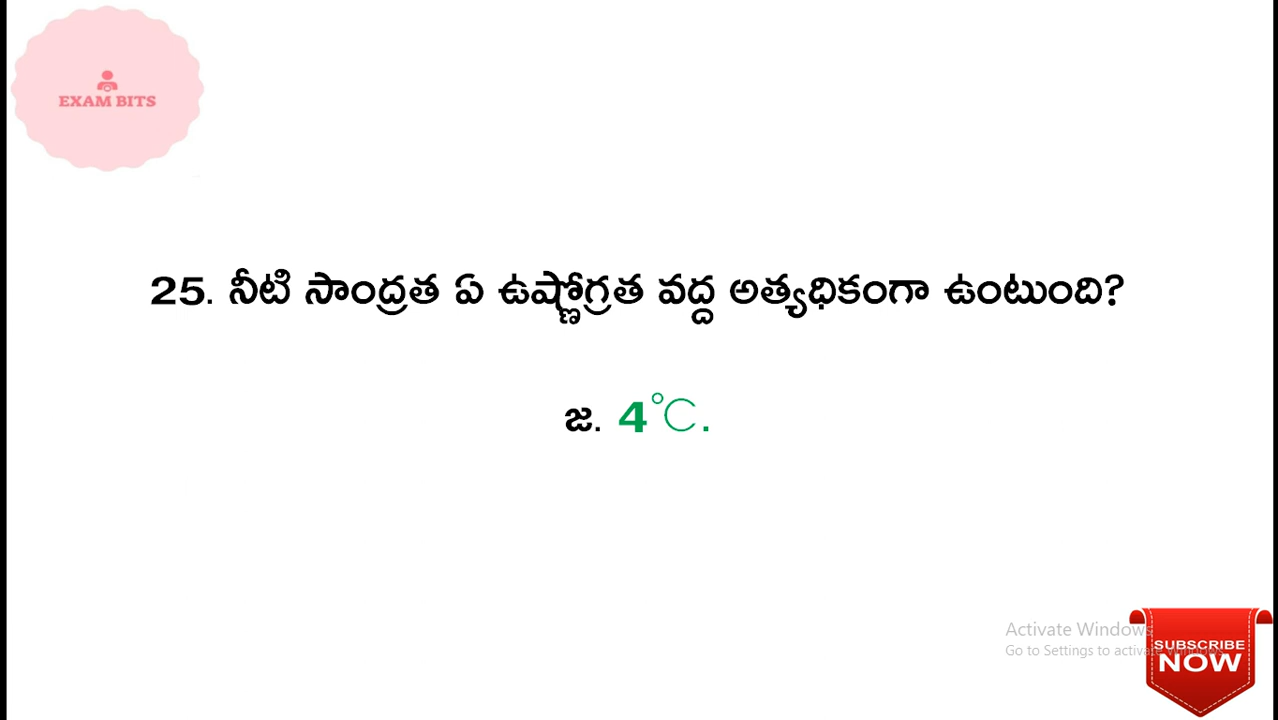 EXAM BITS
25. నీటి సాంద్రత ఏ ఉష్ణోగ్రత వద్ద అత్యధికంగా ఉంటుంది?
జ. 4℃.
Activate Windows
Go to Settings to activate Windows.
SUBSCRIBE
NOW